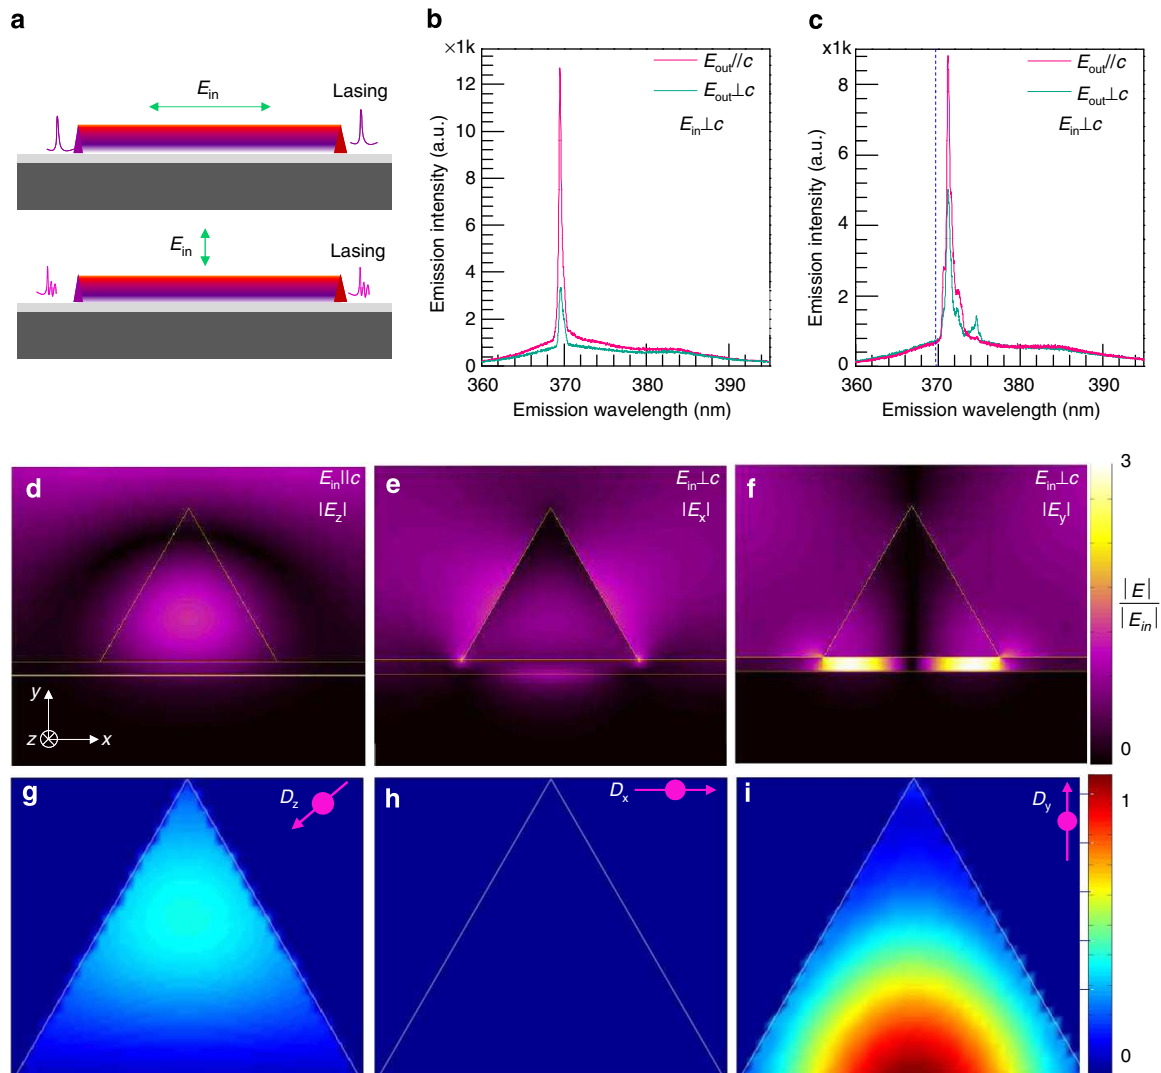 a
E_in
Lasing
E_in
Lasing
b
×1k
E_out//c
E_out⊥c
E_in⊥c
12
10
8
6
4
2
0
Emission intensity (a.u.)
360 370 380 390
Emission wavelength (nm)
c
x1k
E_out//c
E_out⊥c
E_in⊥c
8
6
4
2
0
Emission intensity (a.u.)
360 370 380 390
Emission wavelength (nm)
d
E_in||c
|E_z|
y
z
x
e
E_in⊥c
|E_x|
f
E_in⊥c
|E_y|
3
|E|
|E_in|
0
g
D_z
h
D_x
i
D_y
1
0